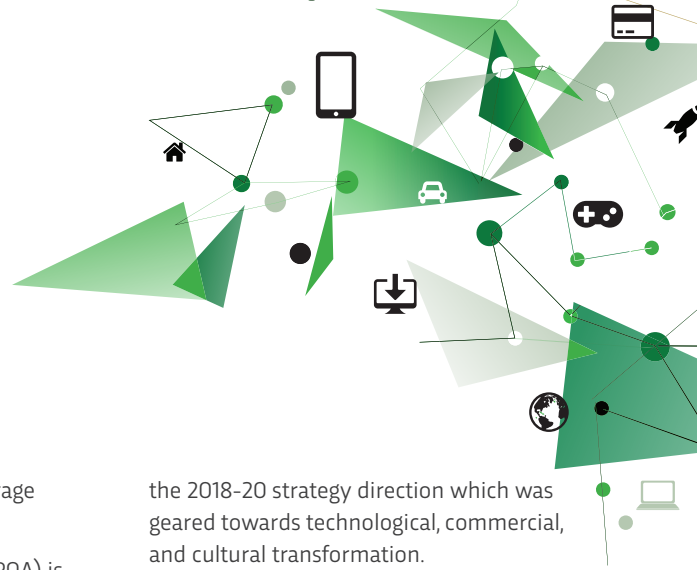 the 2018-20 strategy direction which was
geared towards technological, commercial,
and cultural transformation.